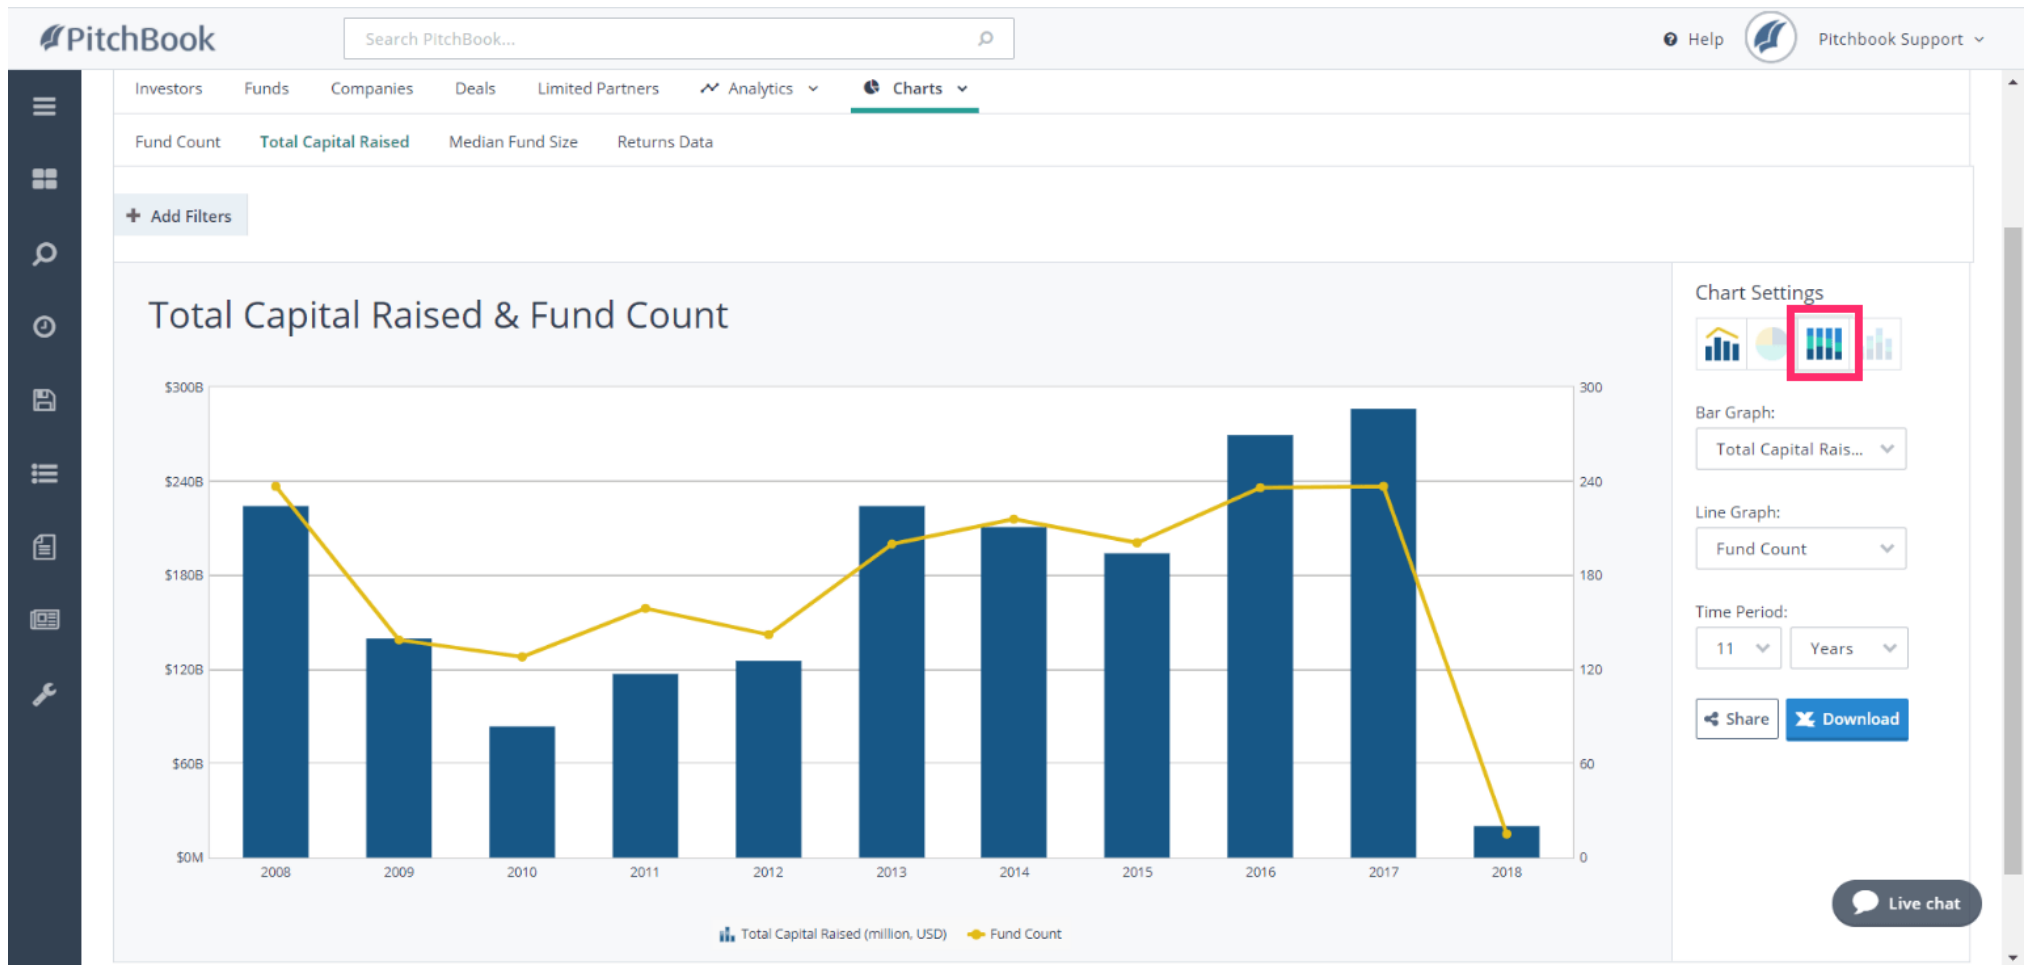 PitchBook
Search PitchBook...
Help
Pitchbook Support
Investors Funds Companies Deals Limited Partners Analytics Charts
Fund Count Total Capital Raised Median Fund Size Returns Data
+ Add Filters
Total Capital Raised & Fund Count
Chart Settings
Bar Graph:
Total Capital Rais...
Line Graph:
Fund Count
Time Period:
11 Years
Share Download
$300B 300
$240B 240
$180B 180
$120B 120
$60B 60
$0M 0
2008 2009 2010 2011 2012 2013 2014 2015 2016 2017 2018
Total Capital Raised (million, USD) Fund Count
Live chat